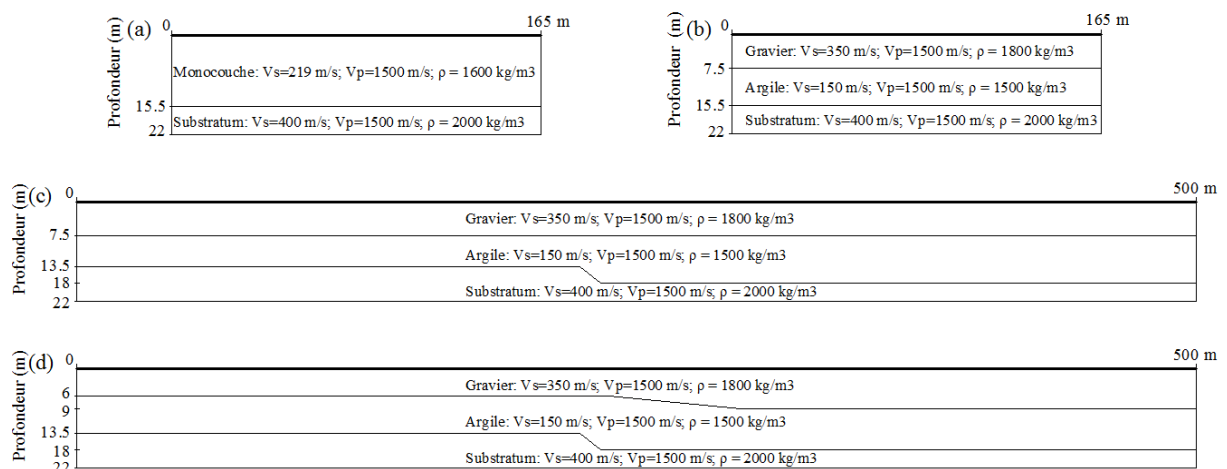 (a)
0
165 m
Profondeur (m)
Monocouche: Vs=219 m/s; Vp=1500 m/s; ρ = 1600 kg/m3
15.5
Substratum: Vs=400 m/s; Vp=1500 m/s; ρ = 2000 kg/m3
22
(b)
0
165 m
Profondeur (m)
Gravier: Vs=350 m/s; Vp=1500 m/s; ρ = 1800 kg/m3
7.5
Argile: Vs=150 m/s; Vp=1500 m/s; ρ = 1500 kg/m3
15.5
Substratum: Vs=400 m/s; Vp=1500 m/s; ρ = 2000 kg/m3
22
(c)
0
500 m
Profondeur (m)
Gravier: Vs=350 m/s; Vp=1500 m/s; ρ = 1800 kg/m3
7.5
Argile: Vs=150 m/s; Vp=1500 m/s; ρ = 1500 kg/m3
13.5
18
Substratum: Vs=400 m/s; Vp=1500 m/s; ρ = 2000 kg/m3
22
(d)
0
500 m
Profondeur (m)
Gravier: Vs=350 m/s; Vp=1500 m/s; ρ = 1800 kg/m3
6
9
Argile: Vs=150 m/s; Vp=1500 m/s; ρ = 1500 kg/m3
13.5
18
Substratum: Vs=400 m/s; Vp=1500 m/s; ρ = 2000 kg/m3
22